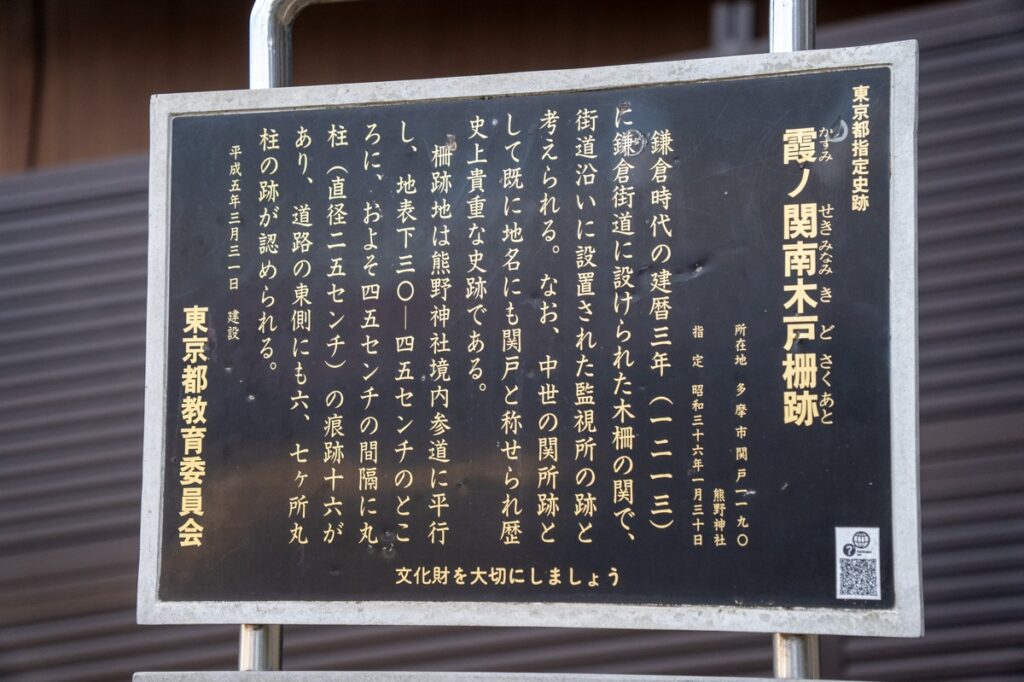 東京都指定史跡
霞ノ関南木戸柵跡
かすみ せきみなみ き ど さくあと
所在地 多摩市関戸一一九〇
熊野神社
指定 昭和三十六年一月三十日
鎌倉時代の建暦三年(一二一三)
に鎌倉街道に設けられた木柵の関で、
街道沿いに設置された監視所の跡と
考えられる。なお、中世の関所跡と
して既に地名にも関戸と称せられ歴
史上貴重な史跡である。
柵跡地は熊野神社境内参道に平行
し、地表下三〇―四五センチのとこ
ろに、およそ四五センチの間隔に丸
柱(直径二五センチ)の痕跡十六が
あり、道路の東側にも六、七ヶ所丸
柱の跡が認められる。
平成五年三月三一日 建設
東京都教育委員会
文化財を大切にしましょう